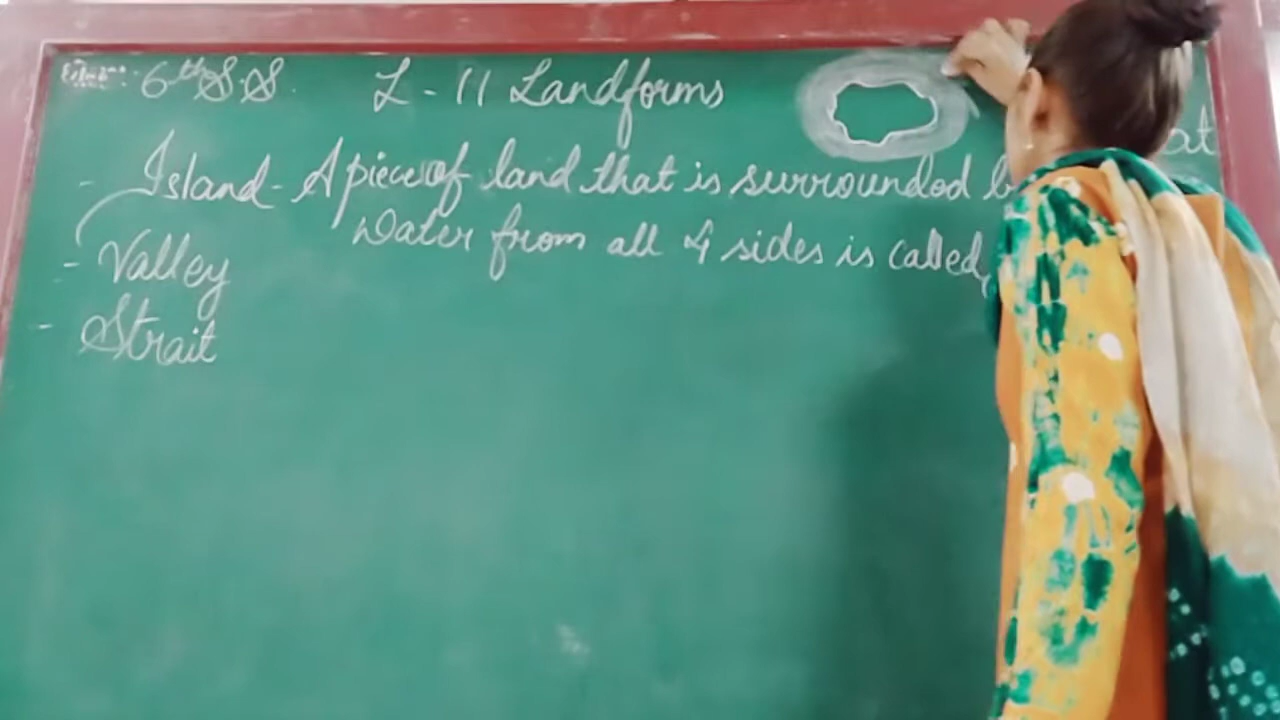 6th S.S. L-11 Landforms
- Island - A piece of land that is surrounded
Water from all 4 sides is called,
- Valley
- Strait
at